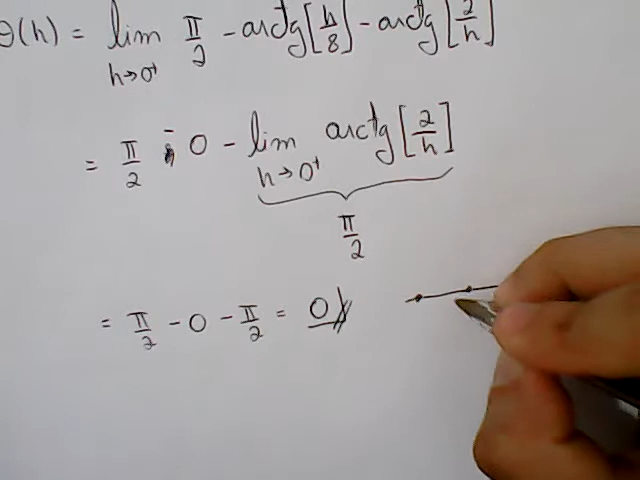 θ(h) = lim h→0⁺ π/2 - arctg[h/8] - arctg[2/h]
= π/2 - 0 - lim h→0⁺ arctg[2/h]
π/2
= π/2 - 0 - π/2 = 0